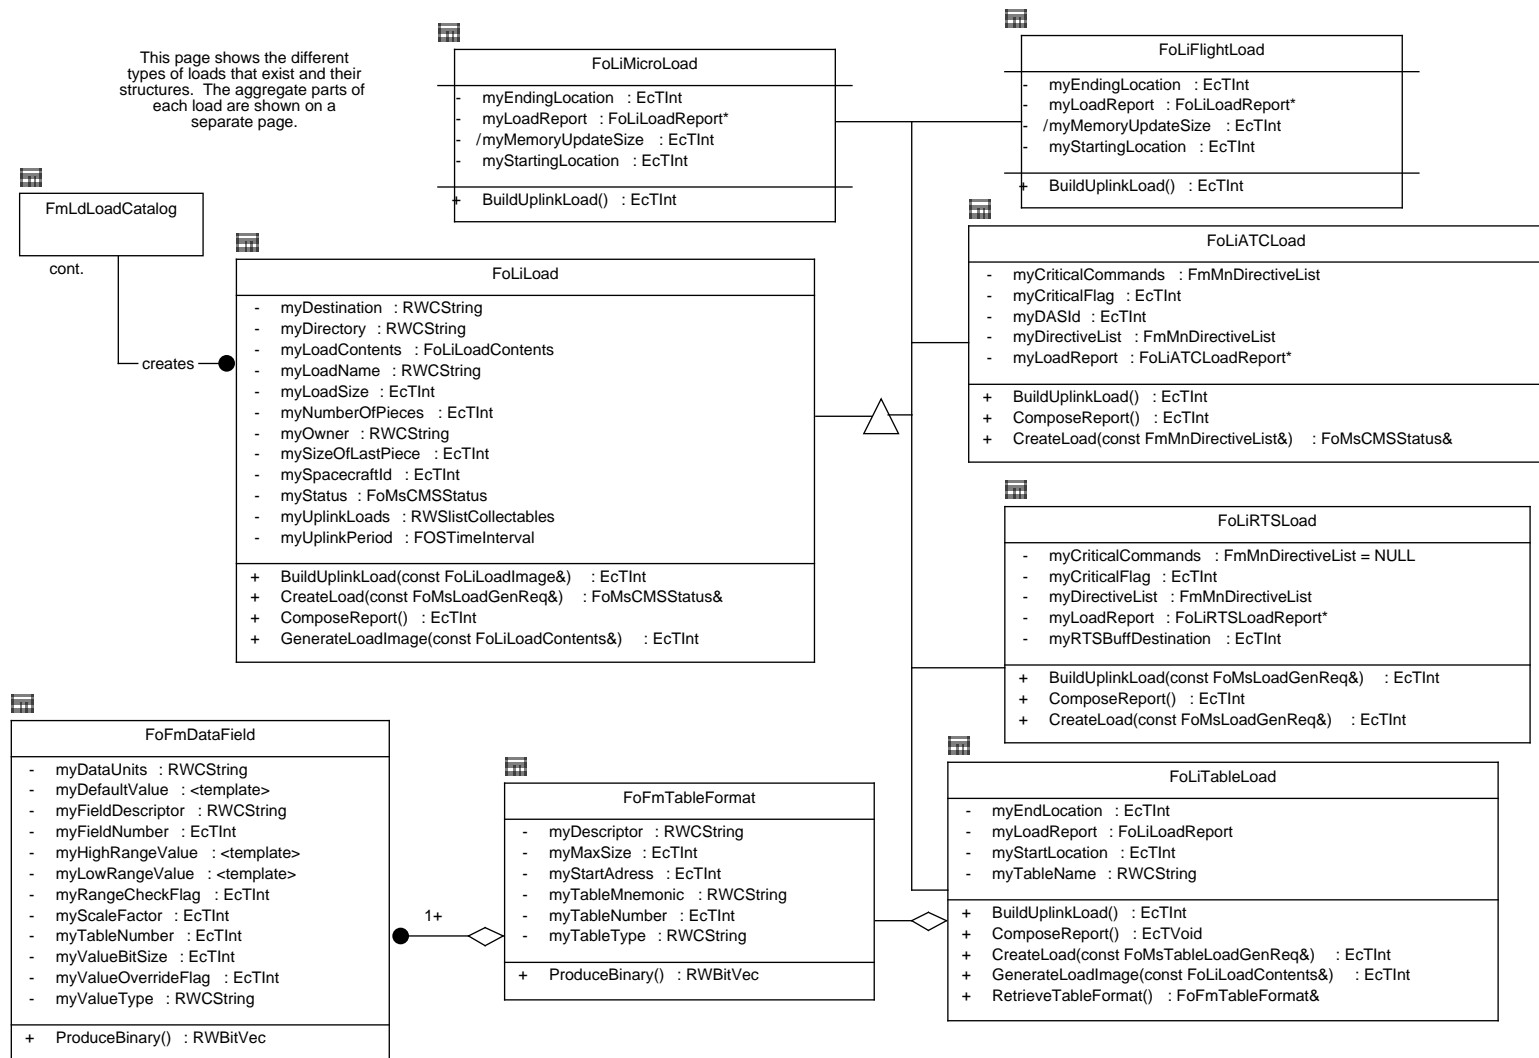 This page shows the different
types of loads that exist and their
structures.  The aggregate parts of
each load are shown on a
separate page.
FoLiMicroLoad
- myEndingLocation : EcTInt
- myLoadReport : FoLiLoadReport*
- /myMemoryUpdateSize : EcTInt
- myStartingLocation : EcTInt
+ BuildUplinkLoad() : EcTInt
FoLiFlightLoad
- myEndingLocation : EcTInt
- myLoadReport : FoLiLoadReport*
- /myMemoryUpdateSize : EcTInt
- myStartingLocation : EcTInt
+ BuildUplinkLoad() : EcTInt
FmLdLoadCatalog
cont.
creates
FoLiLoad
- myDestination : RWCString
- myDirectory : RWCString
- myLoadContents : FoLiLoadContents
- myLoadName : RWCString
- myLoadSize : EcTInt
- myNumberOfPieces : EcTInt
- myOwner : RWCString
- mySizeOfLastPiece : EcTInt
- mySpacecraftId : EcTInt
- myStatus : FoMsCMSStatus
- myUplinkLoads : RWSlistCollectables
- myUplinkPeriod : FOSTimeInterval
+ BuildUplinkLoad(const FoLiLoadImage&) : EcTInt
+ CreateLoad(const FoMsLoadGenReq&) : FoMsCMSStatus&
+ ComposeReport() : EcTInt
+ GenerateLoadImage(const FoLiLoadContents&) : EcTInt
FoLiATCLoad
- myCriticalCommands : FmMnDirectiveList
- myCriticalFlag : EcTInt
- myDASId : EcTInt
- myDirectiveList : FmMnDirectiveList
- myLoadReport : FoLiATCLoadReport*
+ BuildUplinkLoad() : EcTInt
+ ComposeReport() : EcTInt
+ CreateLoad(const FmMnDirectiveList&) : FoMsCMSStatus&
FoLiRTSLoad
- myCriticalCommands : FmMnDirectiveList = NULL
- myCriticalFlag : EcTInt
- myDirectiveList : FmMnDirectiveList
- myLoadReport : FoLiRTSLoadReport*
- myRTSBuffDestination : EcTInt
+ BuildUplinkLoad(const FoMsLoadGenReq&) : EcTInt
+ ComposeReport() : EcTInt
+ CreateLoad(const FoMsLoadGenReq&) : EcTInt
FoFmDataField
- myDataUnits : RWCString
- myDefaultValue : <template>
- myFieldDescriptor : RWCString
- myFieldNumber : EcTInt
- myHighRangeValue : <template>
- myLowRangeValue : <template>
- myRangeCheckFlag : EcTInt
- myScaleFactor : EcTInt
- myTableNumber : EcTInt
- myValueBitSize : EcTInt
- myValueOverrideFlag : EcTInt
- myValueType : RWCString
+ ProduceBinary() : RWBitVec
1+
FoFmTableFormat
- myDescriptor : RWCString
- myMaxSize : EcTInt
- myStartAdress : EcTInt
- myTableMnemonic : RWCString
- myTableNumber : EcTInt
- myTableType : RWCString
+ ProduceBinary() : RWBitVec
FoLiTableLoad
- myEndLocation : EcTInt
- myLoadReport : FoLiLoadReport
- myStartLocation : EcTInt
- myTableName : RWCString
+ BuildUplinkLoad() : EcTInt
+ ComposeReport() : EcTVoid
+ CreateLoad(const FoMsTableLoadGenReq&) : EcTInt
+ GenerateLoadImage(const FoLiLoadContents&) : EcTInt
+ RetrieveTableFormat() : FoFmTableFormat&